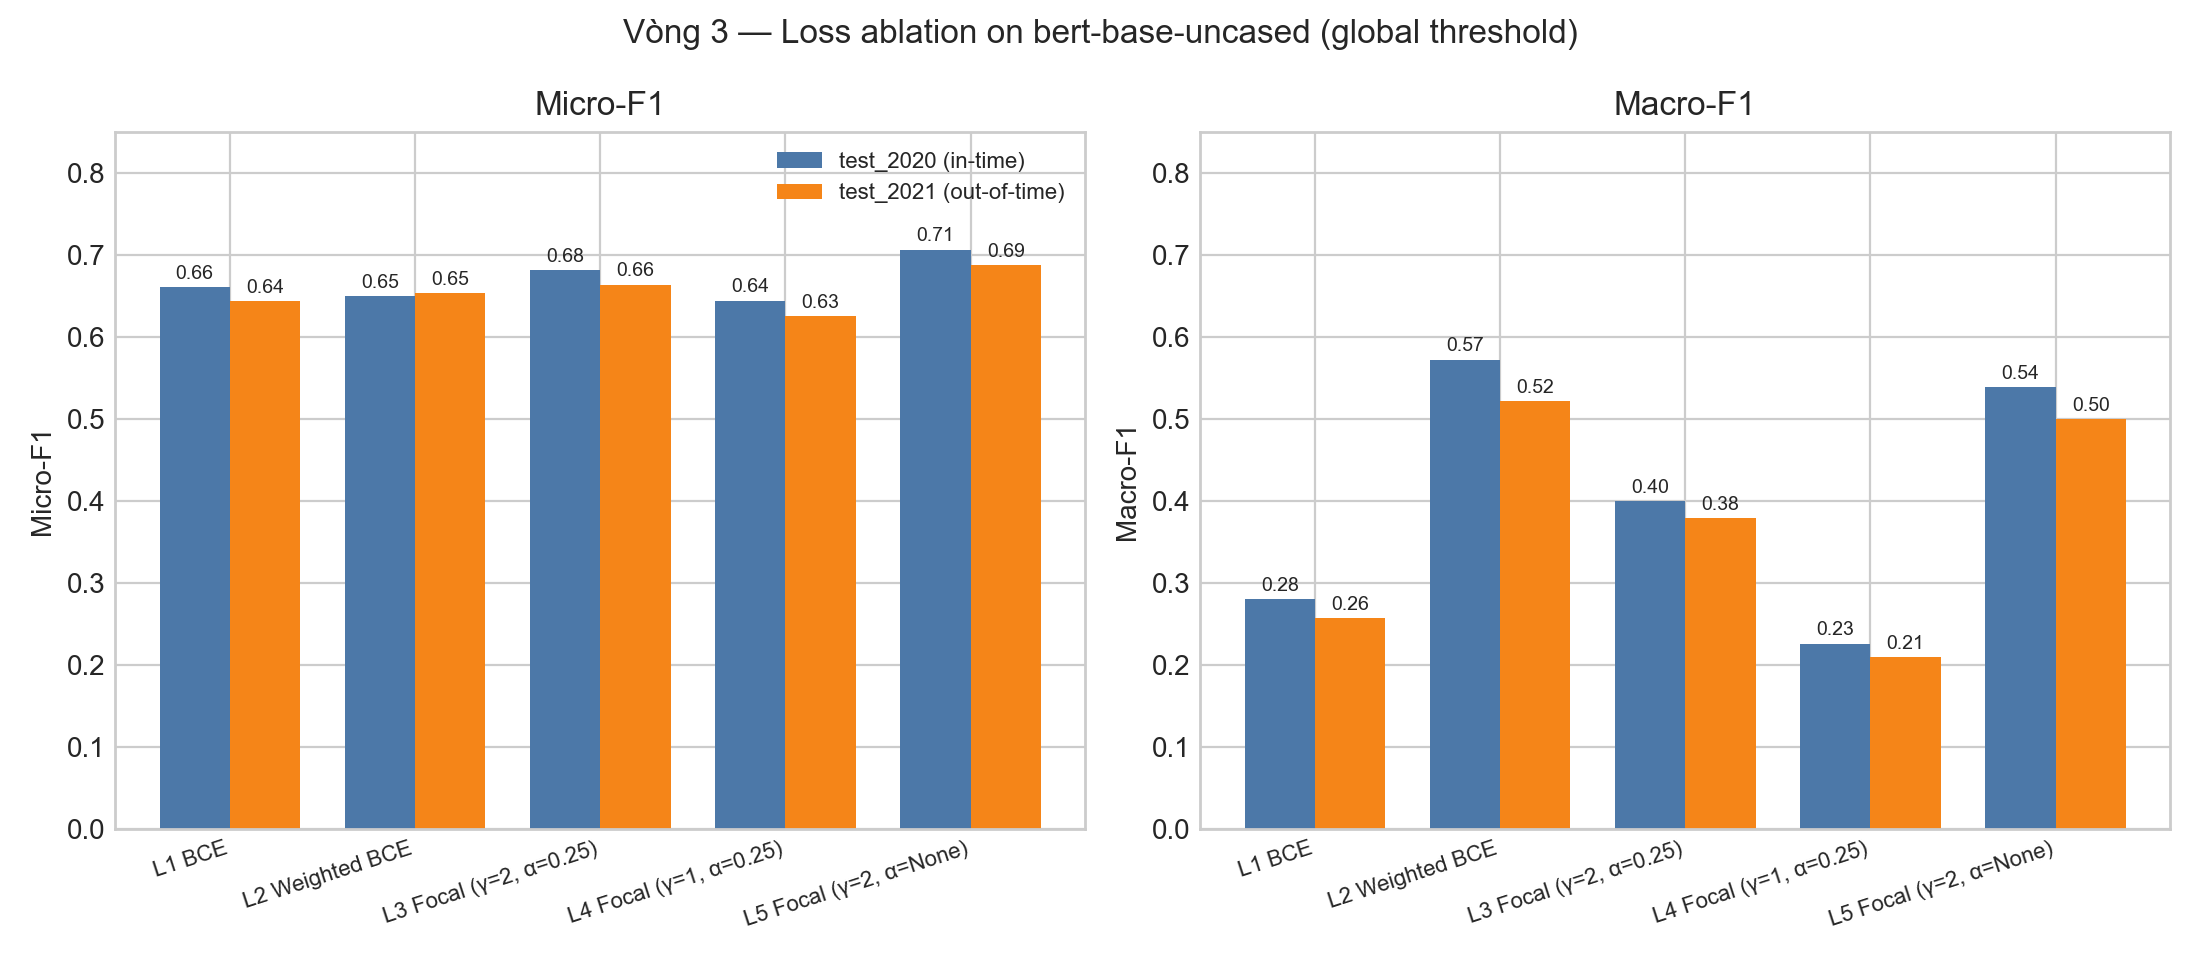 Vòng 3 — Loss ablation on bert-base-uncased (global threshold)
Micro-F1
test_2020 (in-time)
test_2021 (out-of-time)
Micro-F1
0.8
0.7
0.6
0.5
0.4
0.3
0.2
0.1
0.0
0.66
0.64
0.65
0.65
0.68
0.66
0.64
0.63
0.71
0.69
L1 BCE
L2 Weighted BCE
L3 Focal (γ=2, α=0.25)
L4 Focal (γ=1, α=0.25)
L5 Focal (γ=2, α=None)
Macro-F1
Macro-F1
0.8
0.7
0.6
0.5
0.4
0.3
0.2
0.1
0.0
0.28
0.26
0.57
0.52
0.40
0.38
0.23
0.21
0.54
0.50
L1 BCE
L2 Weighted BCE
L3 Focal (γ=2, α=0.25)
L4 Focal (γ=1, α=0.25)
L5 Focal (γ=2, α=None)